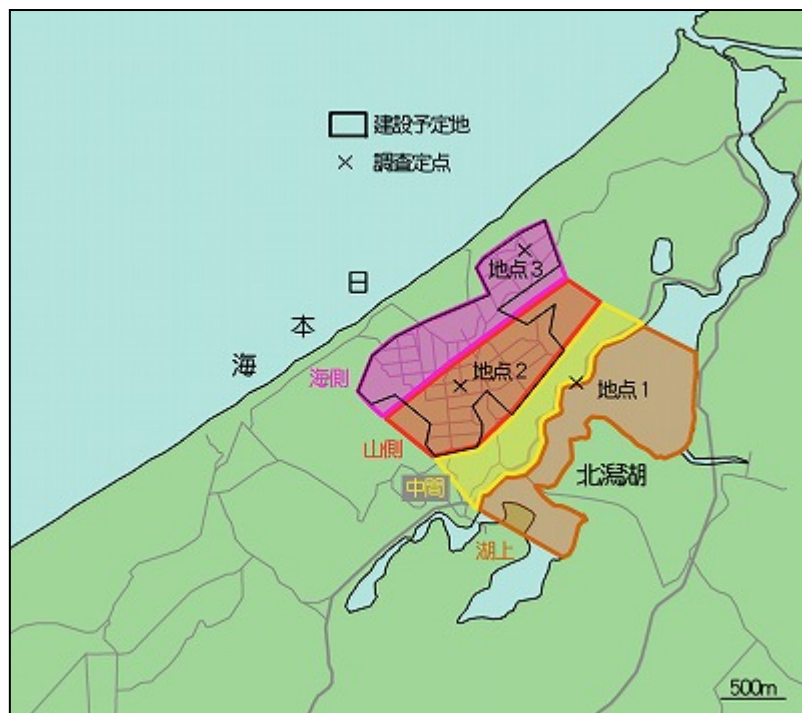 建設予定地
調査定点
日
本
海
地点3
地点2
地点1
海側
山側
中間
北潟湖
湖上
500m